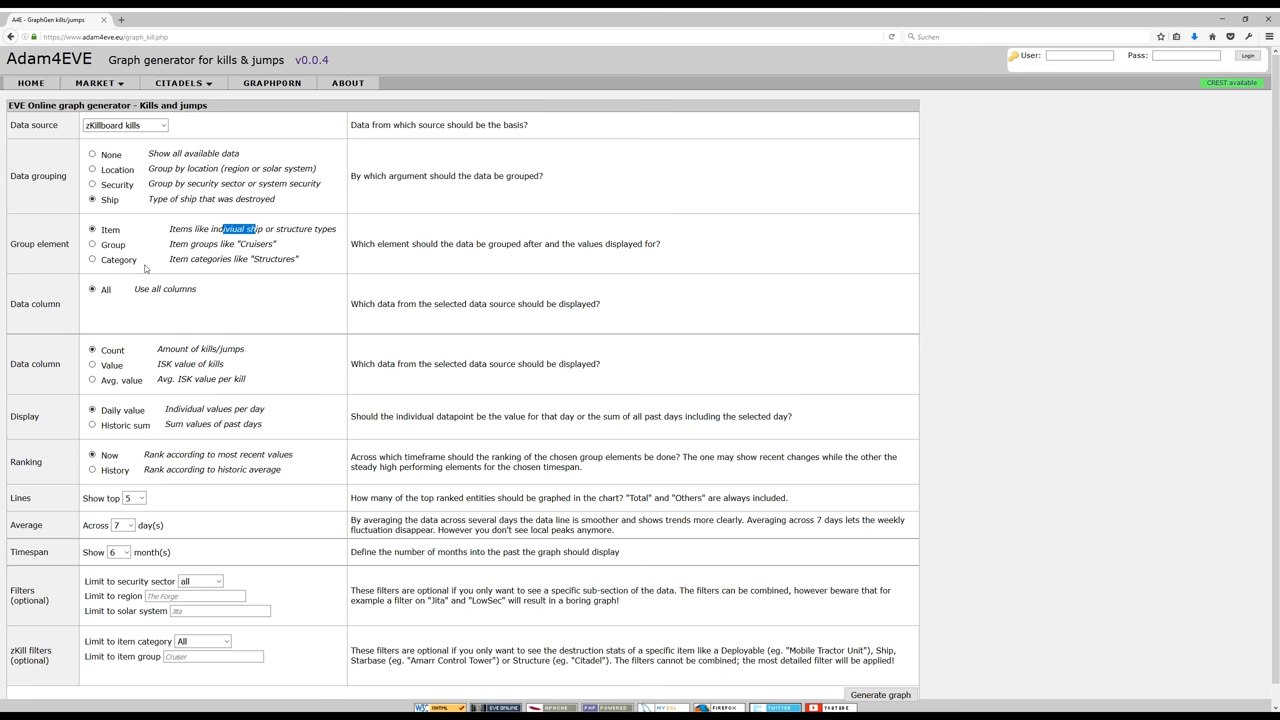 A4E - GraphGen kills/jumps
https://www.adam4eve.eu/graph_kill.php
Suchen
Adam4EVE
Graph generator for kills & jumps v0.0.4
User:
Pass:
Login
HOME
MARKET
CITADELS
GRAPHPORN
ABOUT
CREST available
EVE Online graph generator - Kills and jumps
Data source
zKillboard kills
Data from which source should be the basis?
Data grouping
None Show all available data
Location Group by location (region or solar system)
Security Group by security sector or system security
Ship Type of ship that was destroyed
By which argument should the data be grouped?
Group element
Item Items like indiviual ship or structure types
Group Item groups like "Cruisers"
Category Item categories like "Structures"
Which element should the data be grouped after and the values displayed for?
Data column
All Use all columns
Which data from the selected data source should be displayed?
Data column
Count Amount of kills/jumps
Value ISK value of kills
Avg. value Avg. ISK value per kill
Which data from the selected data source should be displayed?
Display
Daily value Individual values per day
Historic sum Sum values of past days
Should the individual datapoint be the value for that day or the sum of all past days including the selected day?
Ranking
Now Rank according to most recent values
History Rank according to historic average
Across which timeframe should the ranking of the chosen group elements be done? The one may show recent changes while the other the
steady high performing elements for the chosen timespan.
Lines
Show top 5
How many of the top ranked entities should be graphed in the chart? "Total" and "Others" are always included.
Average
Across 7 day(s)
By averaging the data across several days the data line is smoother and shows trends more clearly. Averaging across 7 days lets the weekly
fluctuation disappear. However you don't see local peaks anymore.
Timespan
Show 6 month(s)
Define the number of months into the past the graph should display
Filters
(optional)
Limit to security sector all
Limit to region The Forge
Limit to solar system Jita
These filters are optional if you only want to see a specific sub-section of the data. The filters can be combined, however beware that for
example a filter on "Jita" and "LowSec" will result in a boring graph!
zKill filters
(optional)
Limit to item category All
Limit to item group Cruiser
These filters are optional if you only want to see the destruction stats of a specific item like a Deployable (eg. "Mobile Tractor Unit"), Ship,
Starbase (eg. "Amarr Control Tower") or Structure (eg. "Citadel"). The filters cannot be combined; the most detailed filter will be applied!
Generate graph
W3C XHTML
EVE ONLINE
APACHE
PHP POWERED
MYSQL
FIREFOX
TWITTER
YOUTUBE